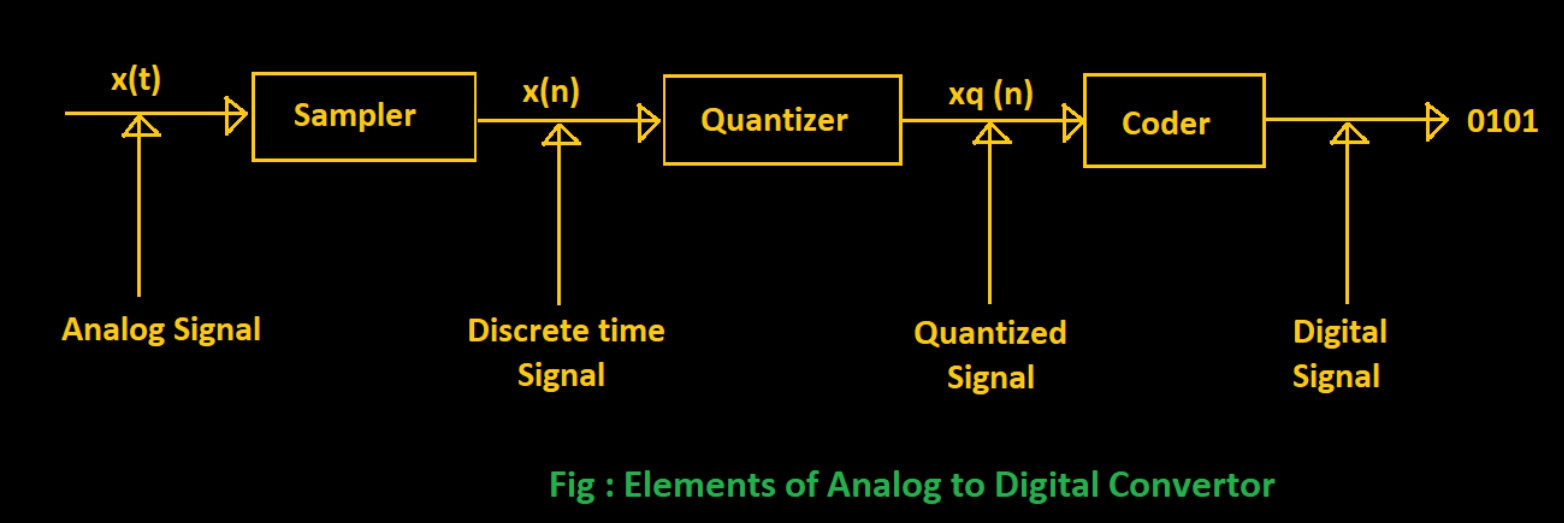 x(t)
Sampler
x(n)
Quantizer
xq (n)
Coder
0101
Analog Signal
Discrete time
Signal
Quantized
Signal
Digital
Signal
Fig : Elements of Analog to Digital Convertor